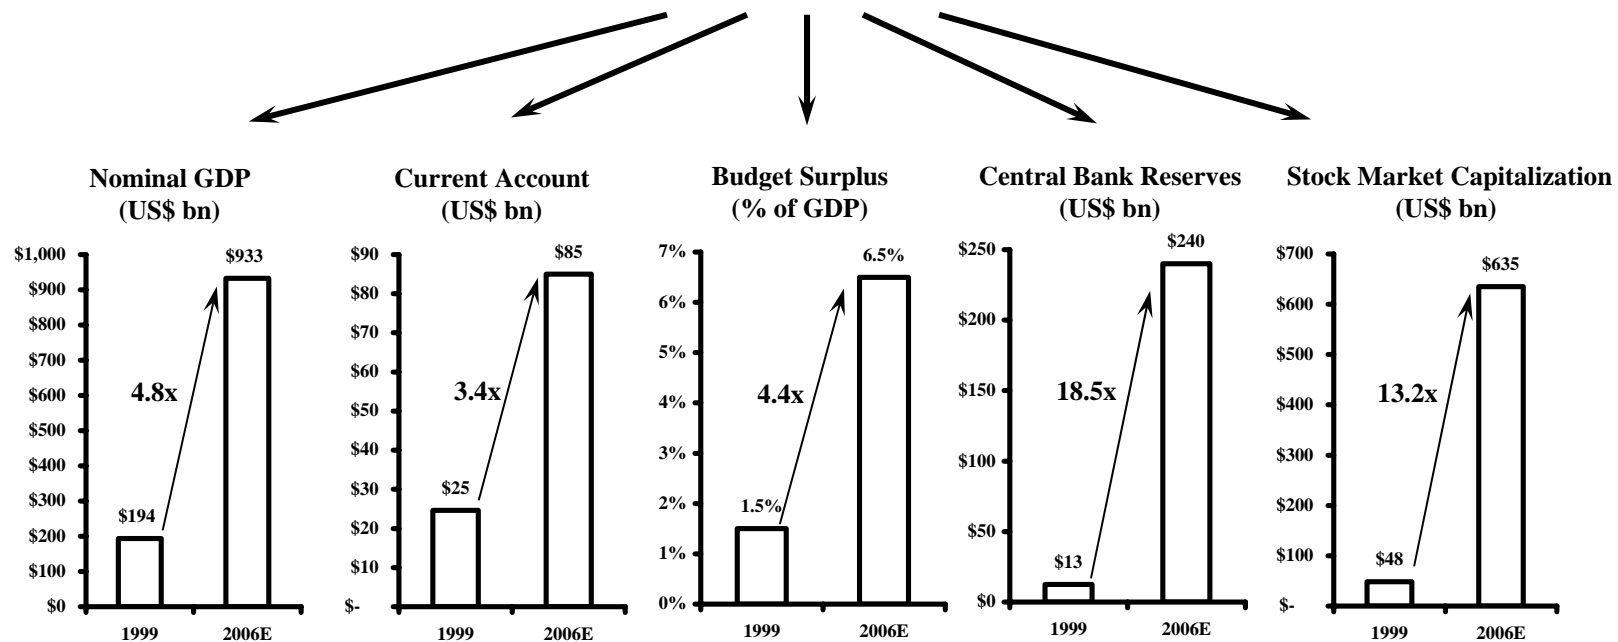 Nominal GDP
(US$ bn)
$1,000
$900
$800
$700
$600
$500
$400
$300
$200
$100
$0
$933
4.8x
$194
1999
2006E
Current Account
(US$ bn)
$90
$80
$70
$60
$50
$40
$30
$20
$10
$-
$85
3.4x
$25
1999
2006E
Budget Surplus
(% of GDP)
7%
6%
5%
4%
3%
2%
1%
0%
6.5%
4.4x
1.5%
1999
2006E
Central Bank Reserves
(US$ bn)
$250
$200
$150
$100
$50
$0
$240
18.5x
$13
1999
2006E
Stock Market Capitalization
(US$ bn)
$700
$600
$500
$400
$300
$200
$100
$-
$635
13.2x
$48
1999
2006E